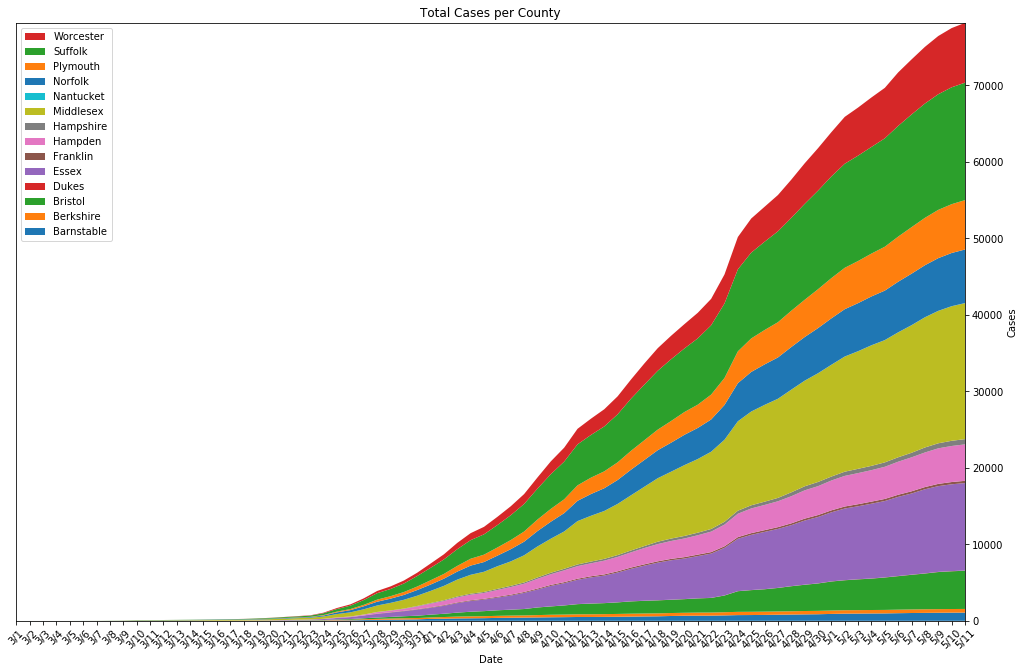 Total Cases per County
Worcester
Suffolk
Plymouth
Norfolk
Nantucket
Middlesex
Hampshire
Hampden
Franklin
Essex
Dukes
Bristol
Berkshire
Barnstable
70000
60000
50000
40000
30000
20000
10000
0
Cases
3/1 3/2 3/3 3/4 3/5 3/6 3/7 3/8 3/9 3/10 3/11 3/12 3/13 3/14 3/15 3/16 3/17 3/18 3/19 3/20 3/21 3/22 3/23 3/24 3/25 3/26 3/27 3/28 3/29 3/30 3/31 4/1 4/2 4/3 4/4 4/5 4/6 4/7 4/8 4/9 4/10 4/11 4/12 4/13 4/14 4/15 4/16 4/17 4/18 4/19 4/20 4/21 4/22 4/23 4/24 4/25 4/26 4/27 4/28 4/29 4/30 5/1 5/2 5/3 5/4 5/5 5/6 5/7 5/8 5/9 5/10 5/11
Date